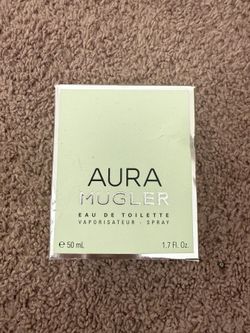 AURA
MUGLER
EAU DE TOILETTE
VAPORISATEUR - SPRAY
℮ 50 mL 1.7 Fl. Oz.